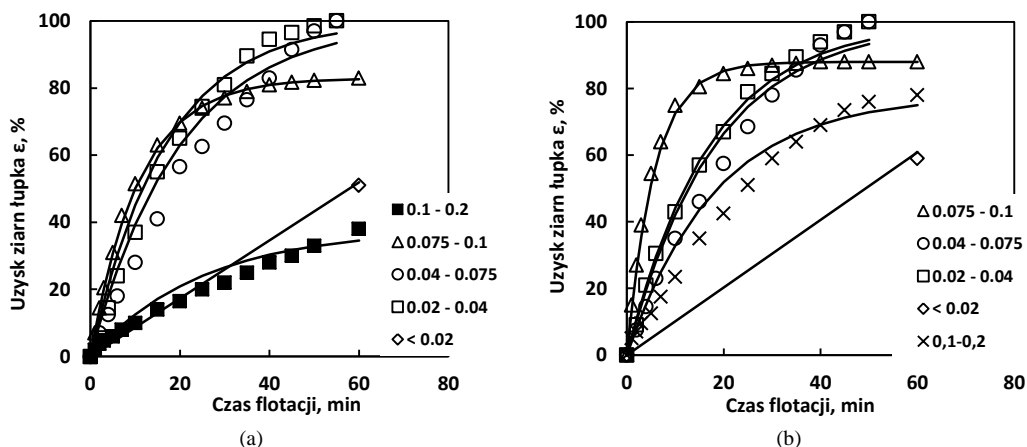 Uzysk ziarn łupka ε, %
100
80
60
40
20
0
0 20 40 60 80
Czas flotacji, min
0.1 - 0.2
0.075 - 0.1
0.04 - 0.075
0.02 - 0.04
< 0.02
(a)
Uzysk ziarn łupka ε, %
100
80
60
40
20
0
0 20 40 60 80
Czas flotacji, min
0.075 - 0.1
0.04 - 0.075
0.02 - 0.04
< 0.02
0,1-0,2
(b)